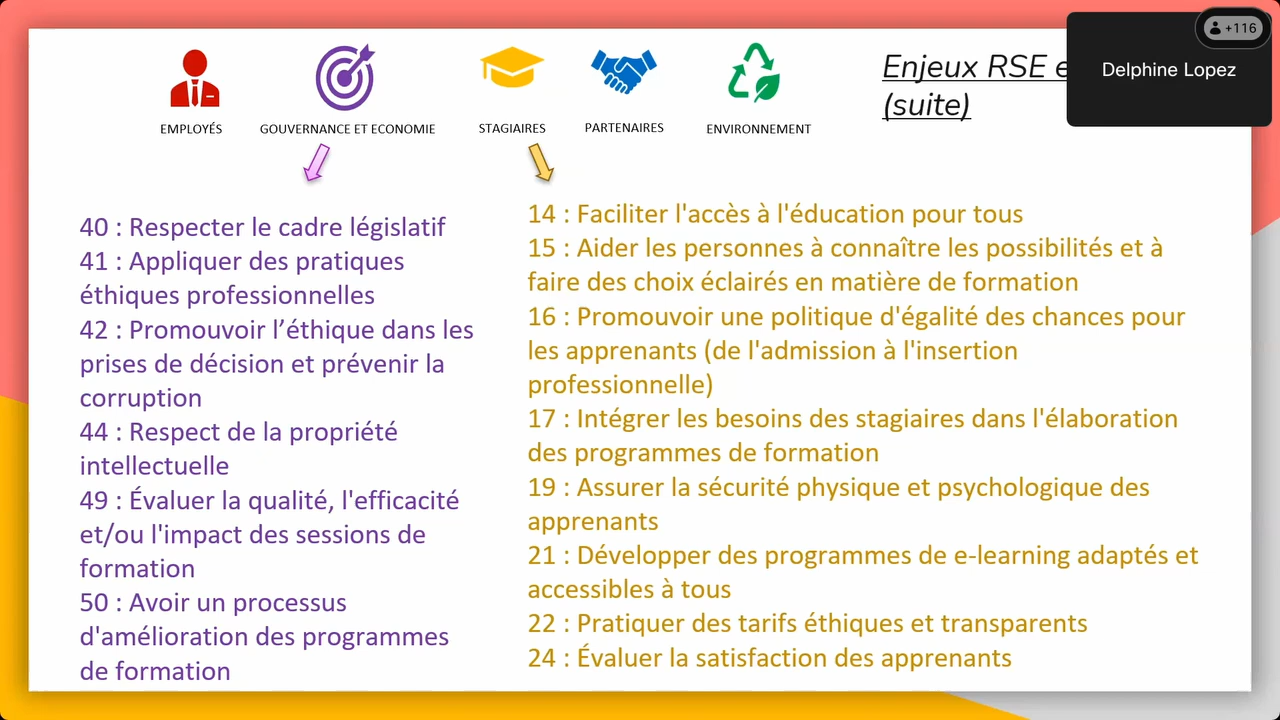 +116
Delphine Lopez
Enjeux RSE e
(suite)
EMPLOYÉS
GOUVERNANCE ET ECONOMIE
STAGIAIRES
PARTENAIRES
ENVIRONNEMENT
40 : Respecter le cadre législatif
41 : Appliquer des pratiques
éthiques professionnelles
42 : Promouvoir l’éthique dans les
prises de décision et prévenir la
corruption
44 : Respect de la propriété
intellectuelle
49 : Évaluer la qualité, l'efficacité
et/ou l'impact des sessions de
formation
50 : Avoir un processus
d'amélioration des programmes
de formation
14 : Faciliter l'accès à l'éducation pour tous
15 : Aider les personnes à connaître les possibilités et à
faire des choix éclairés en matière de formation
16 : Promouvoir une politique d'égalité des chances pour
les apprenants (de l'admission à l'insertion
professionnelle)
17 : Intégrer les besoins des stagiaires dans l'élaboration
des programmes de formation
19 : Assurer la sécurité physique et psychologique des
apprenants
21 : Développer des programmes de e-learning adaptés et
accessibles à tous
22 : Pratiquer des tarifs éthiques et transparents
24 : Évaluer la satisfaction des apprenants